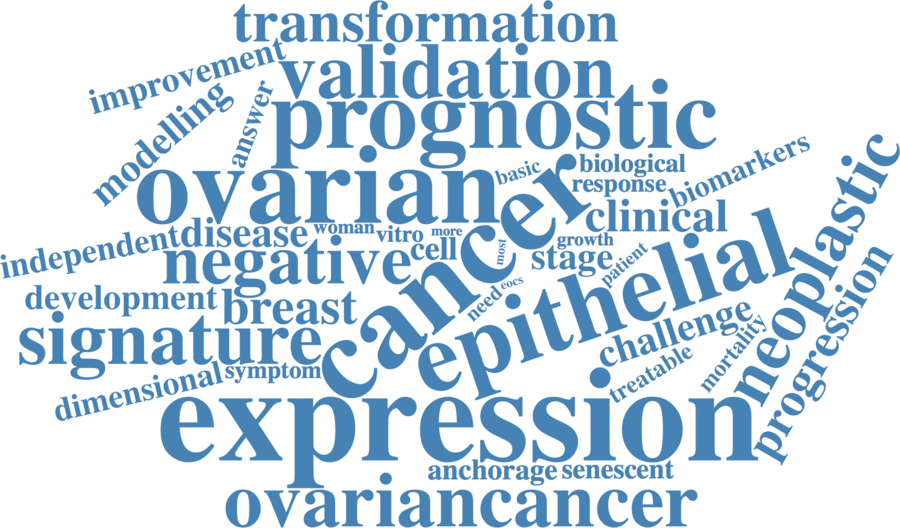 transformation
improvement
validation
modelling
answer
prognostic
ovarian
basic
biological
response
biomarkers
cancer
clinical
neoplastic
independent
disease
woman
vitro
more
cell
most
growth
stage
patient
negative
epithelial
development
breast
need
eocs
signature
challenge
progression
dimensional
symptom
treatable
mortality
expression
anchorage
senescent
ovariancancer